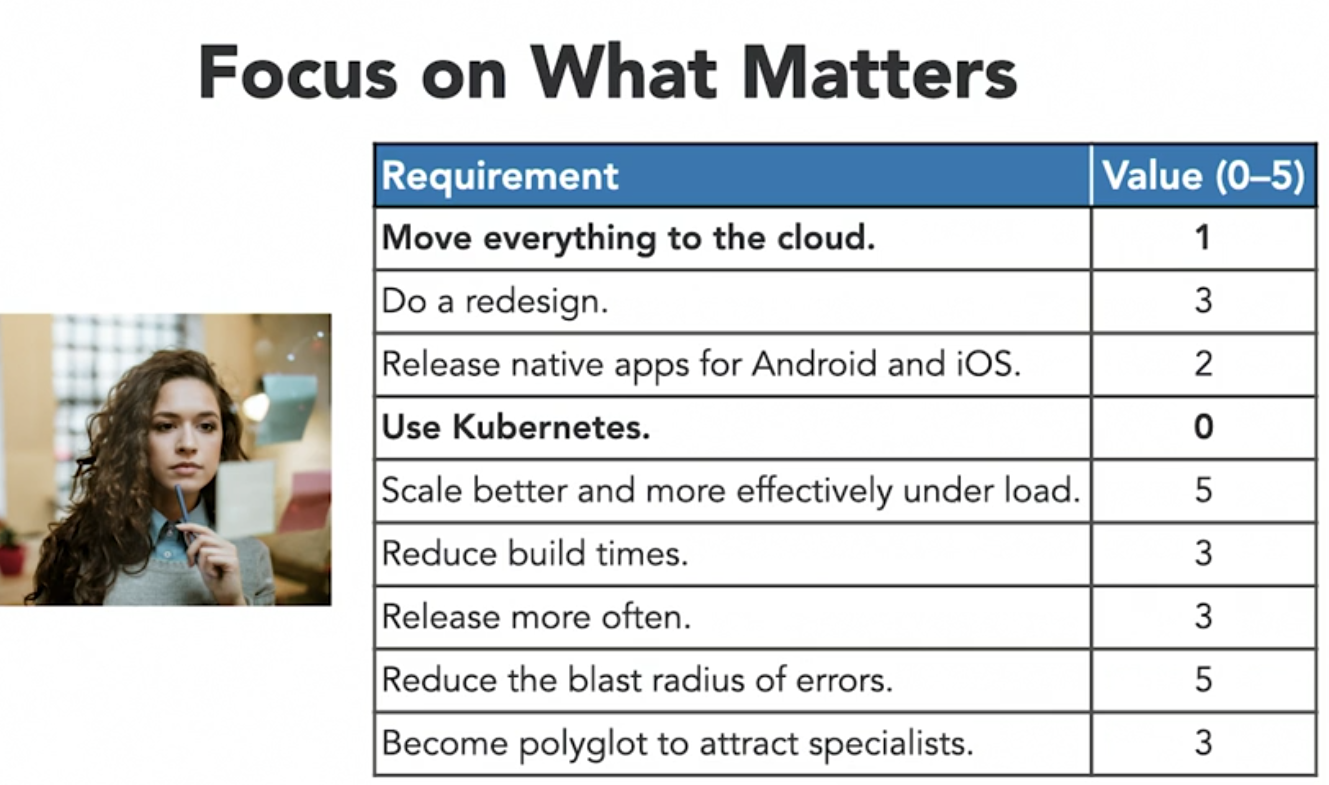 Focus on What Matters
Requirement Value (0–5)
Move everything to the cloud. 1
Do a redesign. 3
Release native apps for Android and iOS. 2
Use Kubernetes. 0
Scale better and more effectively under load. 5
Reduce build times. 3
Release more often. 3
Reduce the blast radius of errors. 5
Become polyglot to attract specialists. 3